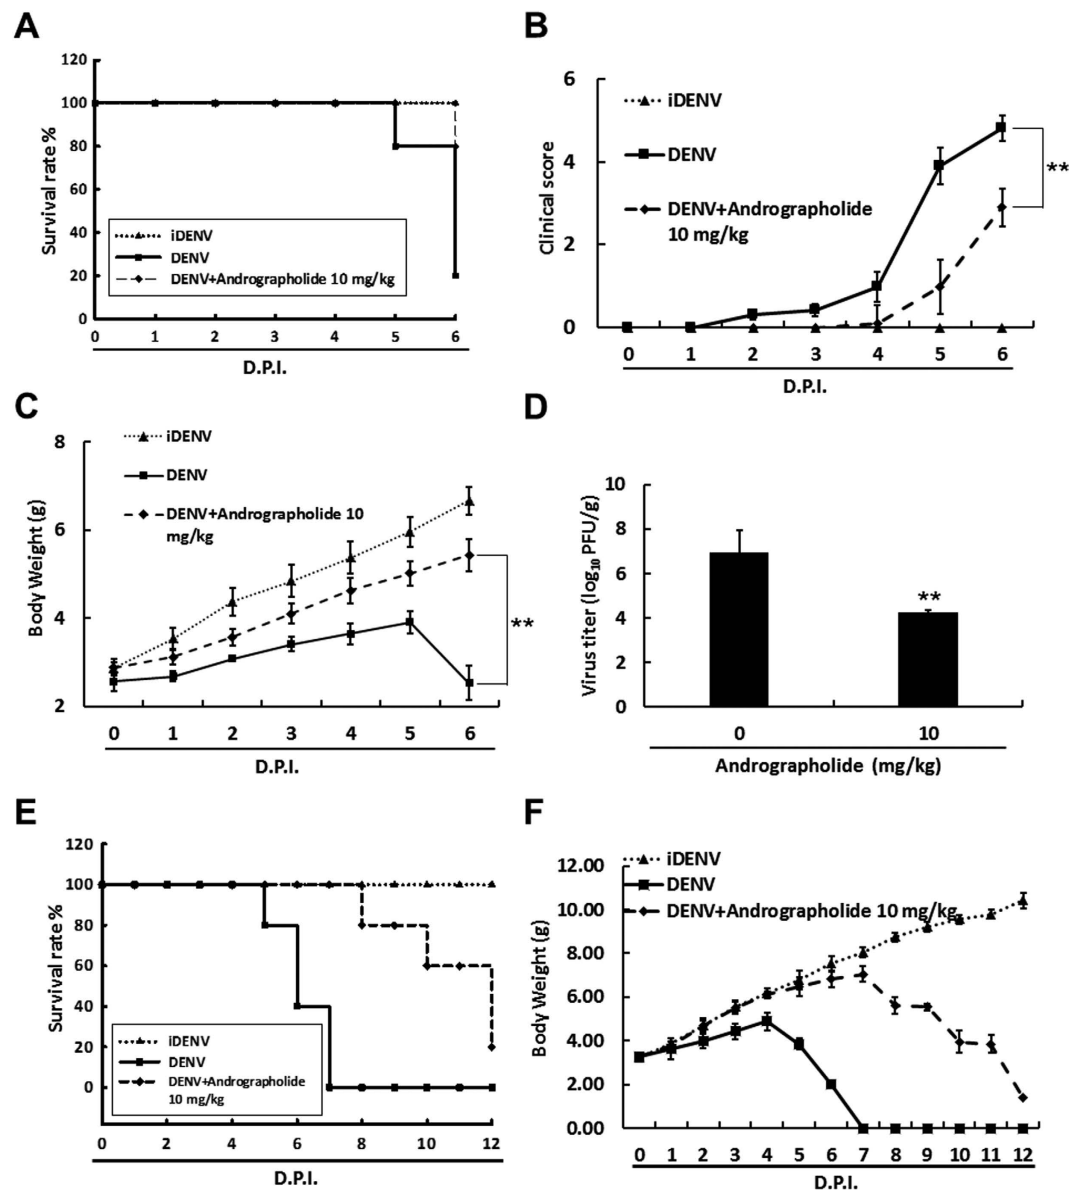 A
120
100
80
60
40
20
0
Survival rate %
iDENV
DENV
DENV+Andrographolide 10 mg/kg
0 1 2 3 4 5 6
D.P.I.
B
6
4
2
0
Clinical score
iDENV
DENV
DENV+Andrographolide
10 mg/kg
**
0 1 2 3 4 5 6
D.P.I.
C
8
6
4
2
Body Weight (g)
iDENV
DENV
DENV+Andrographolide 10
mg/kg
**
0 1 2 3 4 5 6
D.P.I.
D
10
8
6
4
2
0
Virus titer (log10 PFU/g)
**
0 10
Andrographolide (mg/kg)
E
120
100
80
60
40
20
0
Survival rate %
iDENV
DENV
DENV+Andrographolide
10 mg/kg
0 2 4 6 8 10 12
D.P.I.
F
12.00
10.00
8.00
6.00
4.00
2.00
0.00
Body Weight (g)
iDENV
DENV
DENV+Andrographolide 10 mg/kg
0 1 2 3 4 5 6 7 8 9 10 11 12
D.P.I.